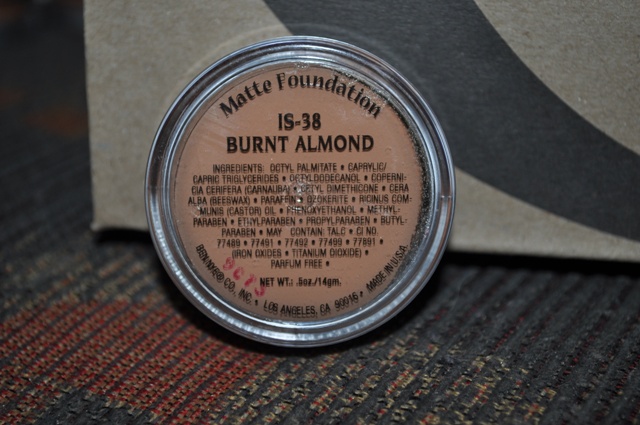 Matte Foundation
IS-38
BURNT ALMOND
INGREDIENTS: OCTYL PALMITATE • CAPRYLIC/
CAPRIC TRIGLYCERIDES • OCTYLDODECANOL • COPERNI-
CIA CERIFERA (CARNAUBA) • CETYL DIMETHICONE • CERA
ALBA (BEESWAX) • PARAFFIN • OZOKERITE • RICINUS COM-
MUNIS (CASTOR) OIL • PHENOXYETHANOL • METHYL-
PARABEN • ETHYLPARABEN • PROPYLPARABEN • BUTYL-
PARABEN • MAY CONTAIN: TALC • CI NO.
77489 • 77491 • 77492 • 77499 • 77891 •
(IRON OXIDES • TITANIUM DIOXIDE) •
PARFUM FREE •
NET WT.: .5oz./14gm.
BEN NYE® CO., INC. • LOS ANGELES, CA 90016 • MADE IN U.S.A.